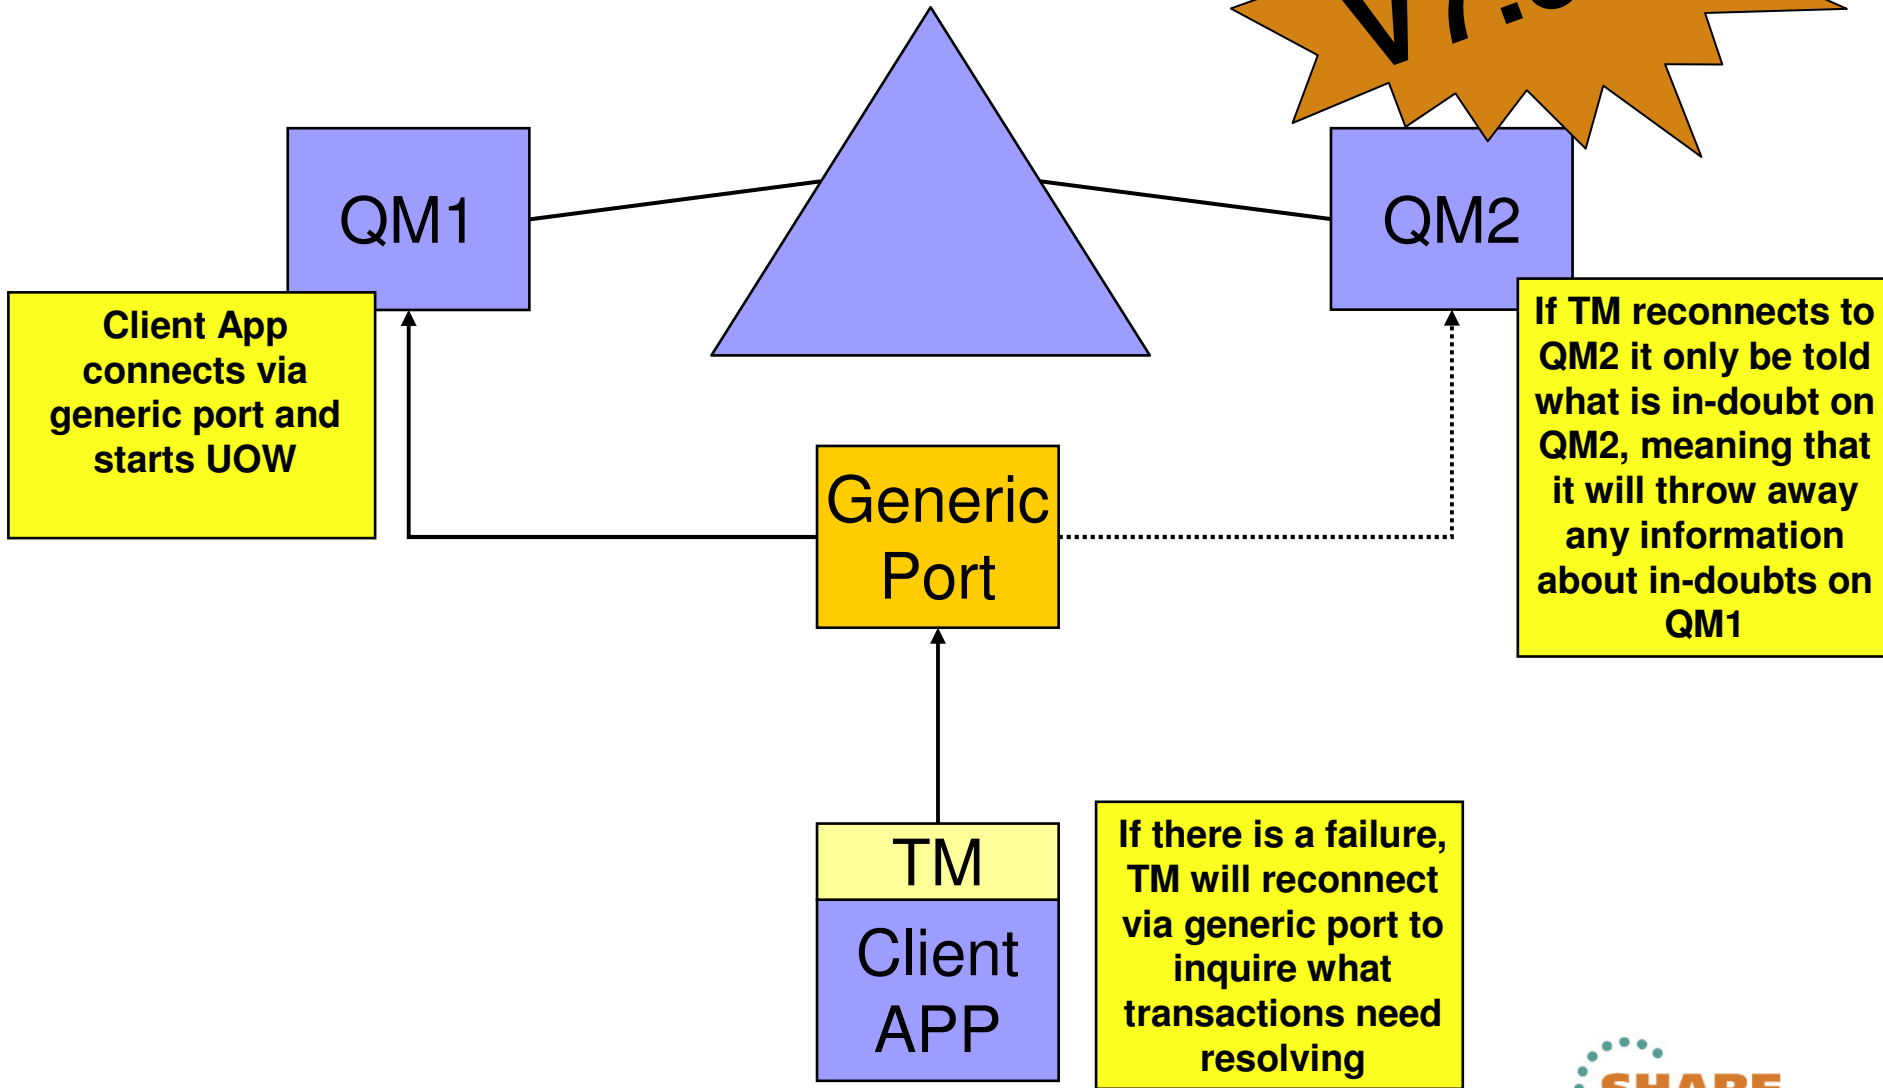 QM1
QM2
Client App
connects via
generic port and
starts UOW
If TM reconnects to
QM2 it only be told
what is in-doubt on
QM2, meaning that
it will throw away
any information
about in-doubts on
QM1
Generic
Port
TM
Client
APP
If there is a failure,
TM will reconnect
via generic port to
inquire what
transactions need
resolving